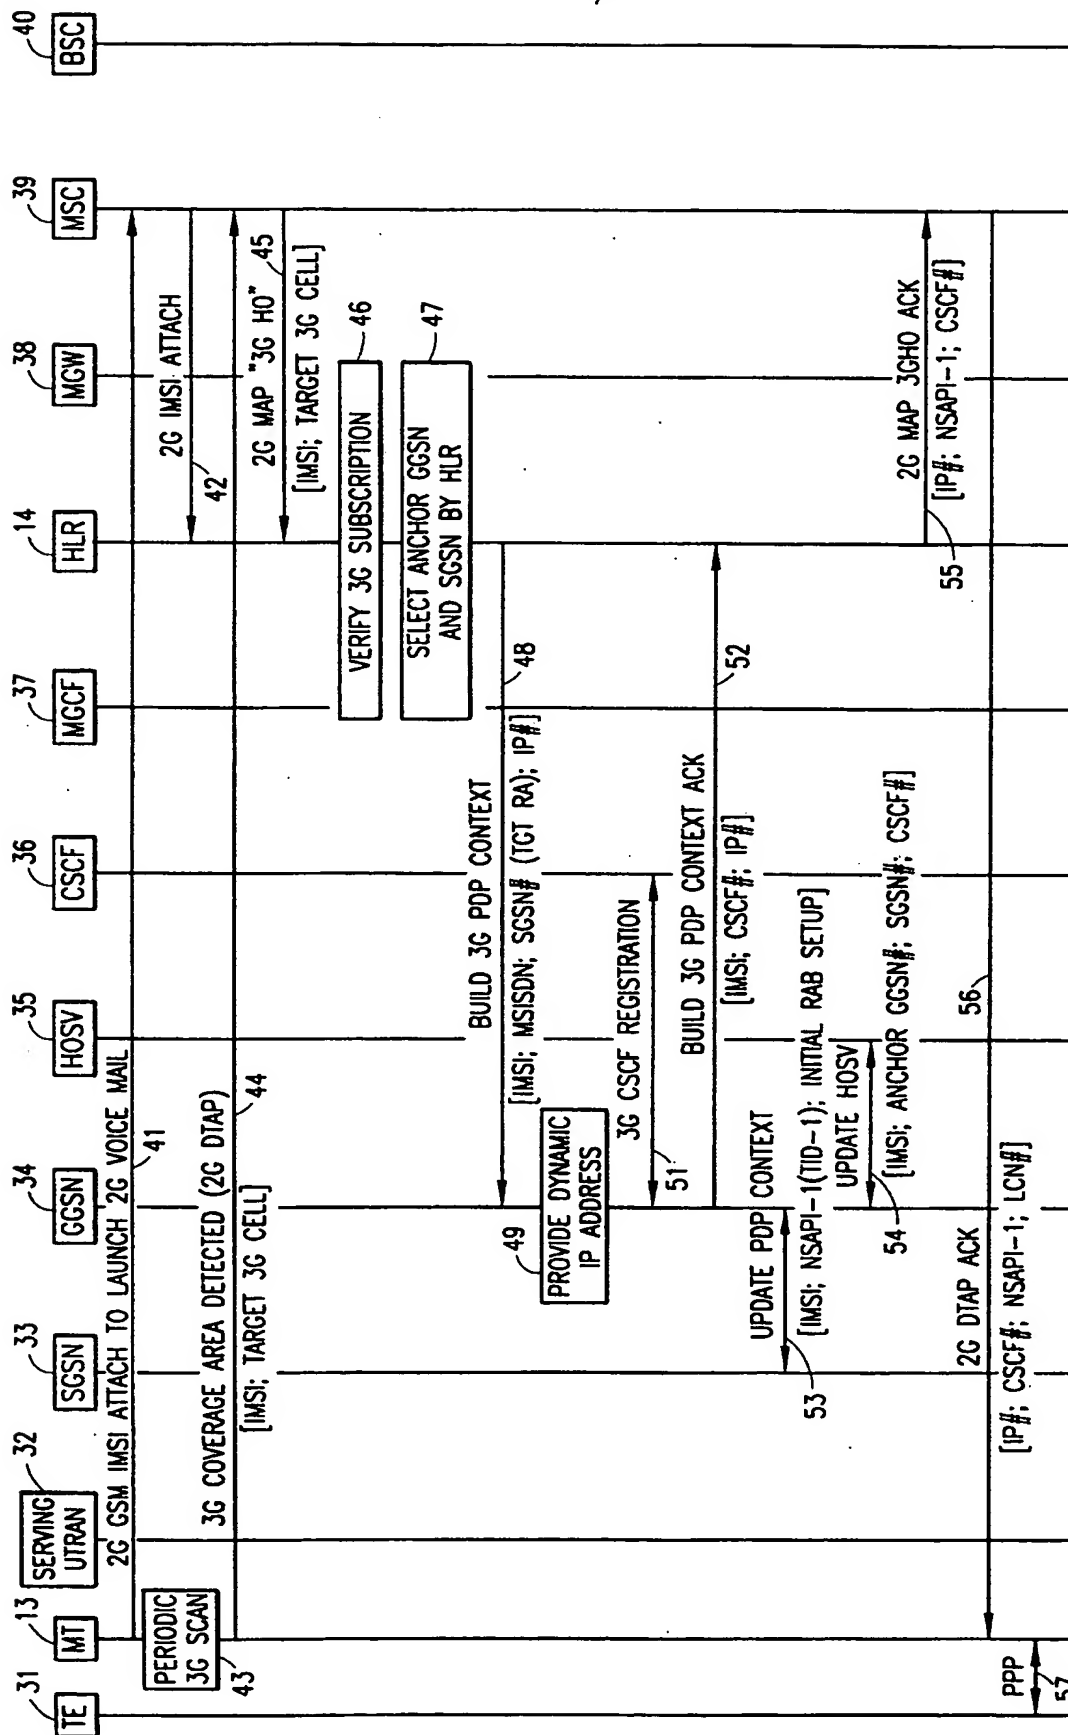 31
TE
13
MT
32
SERVING
UTRAN
33
SGSN
34
GGSN
35
HOSV
36
CSCF
37
MGCF
14
HLR
38
MGW
39
MSC
40
BSC
2G GSM IMSI ATTACH TO LAUNCH 2G VOICE MAIL
41
2G IMSI ATTACH
42
PERIODIC
3G SCAN
43
3G COVERAGE AREA DETECTED (2G DTAP)
44
[IMSI; TARGET 3G CELL]
2G MAP "3G HO"
45
[IMSI; TARGET 3G CELL]
VERIFY 3G SUBSCRIPTION
46
SELECT ANCHOR GGSN
AND SGSN BY HLR
47
BUILD 3G PDP CONTEXT
48
[IMSI; MSISDN; SGSN# (TGT RA); IP#]
49
PROVIDE DYNAMIC
IP ADDRESS
3G CSCF REGISTRATION
51
BUILD 3G PDP CONTEXT ACK
52
[IMSI; CSCF#; IP#]
UPDATE PDP CONTEXT
53
[IMSI; NSAPI-1(TID-1); INITIAL RAB SETUP]
UPDATE HOSV
54
[IMSI; ANCHOR GGSN#; SGSN#; CSCF#]
2G MAP 3GHO ACK
55
[IP#; NSAPI-1; CSCF#]
2G DTAP ACK
56
[IP#; CSCF#; NSAPI-1; LCN#]
PPP
57